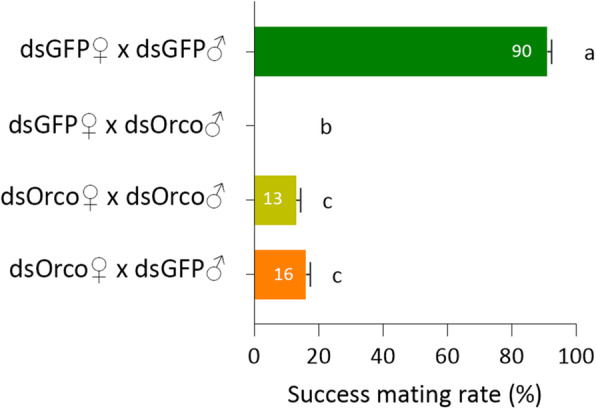 dsGFP♀ x dsGFP♂
90
a
dsGFP♀ x dsOrco♂
b
dsOrco♀ x dsOrco♂
13
c
dsOrco♀ x dsGFP♂
16
c
0 20 40 60 80 100
Success mating rate (%)